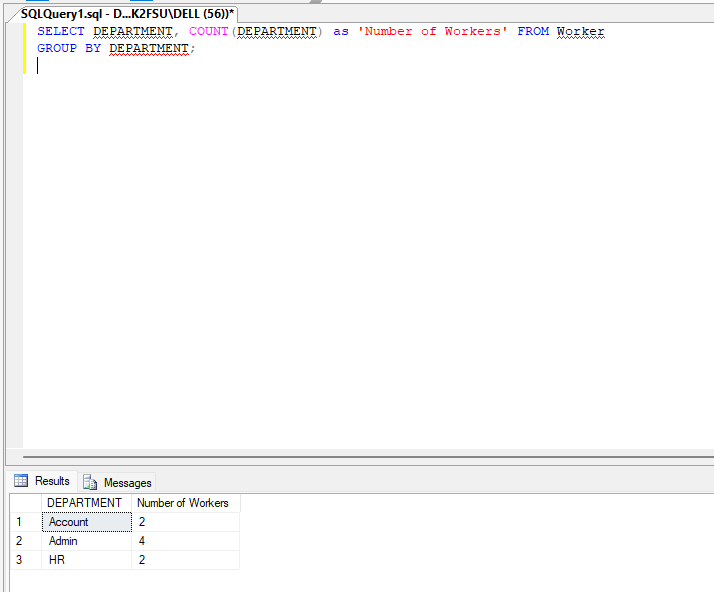 SQLQuery1.sql - D...K2FSU\DELL (56))*
SELECT DEPARTMENT, COUNT(DEPARTMENT) as 'Number of Workers' FROM Worker
GROUP BY DEPARTMENT;
Results Messages
DEPARTMENT Number of Workers
1 Account 2
2 Admin 4
3 HR 2